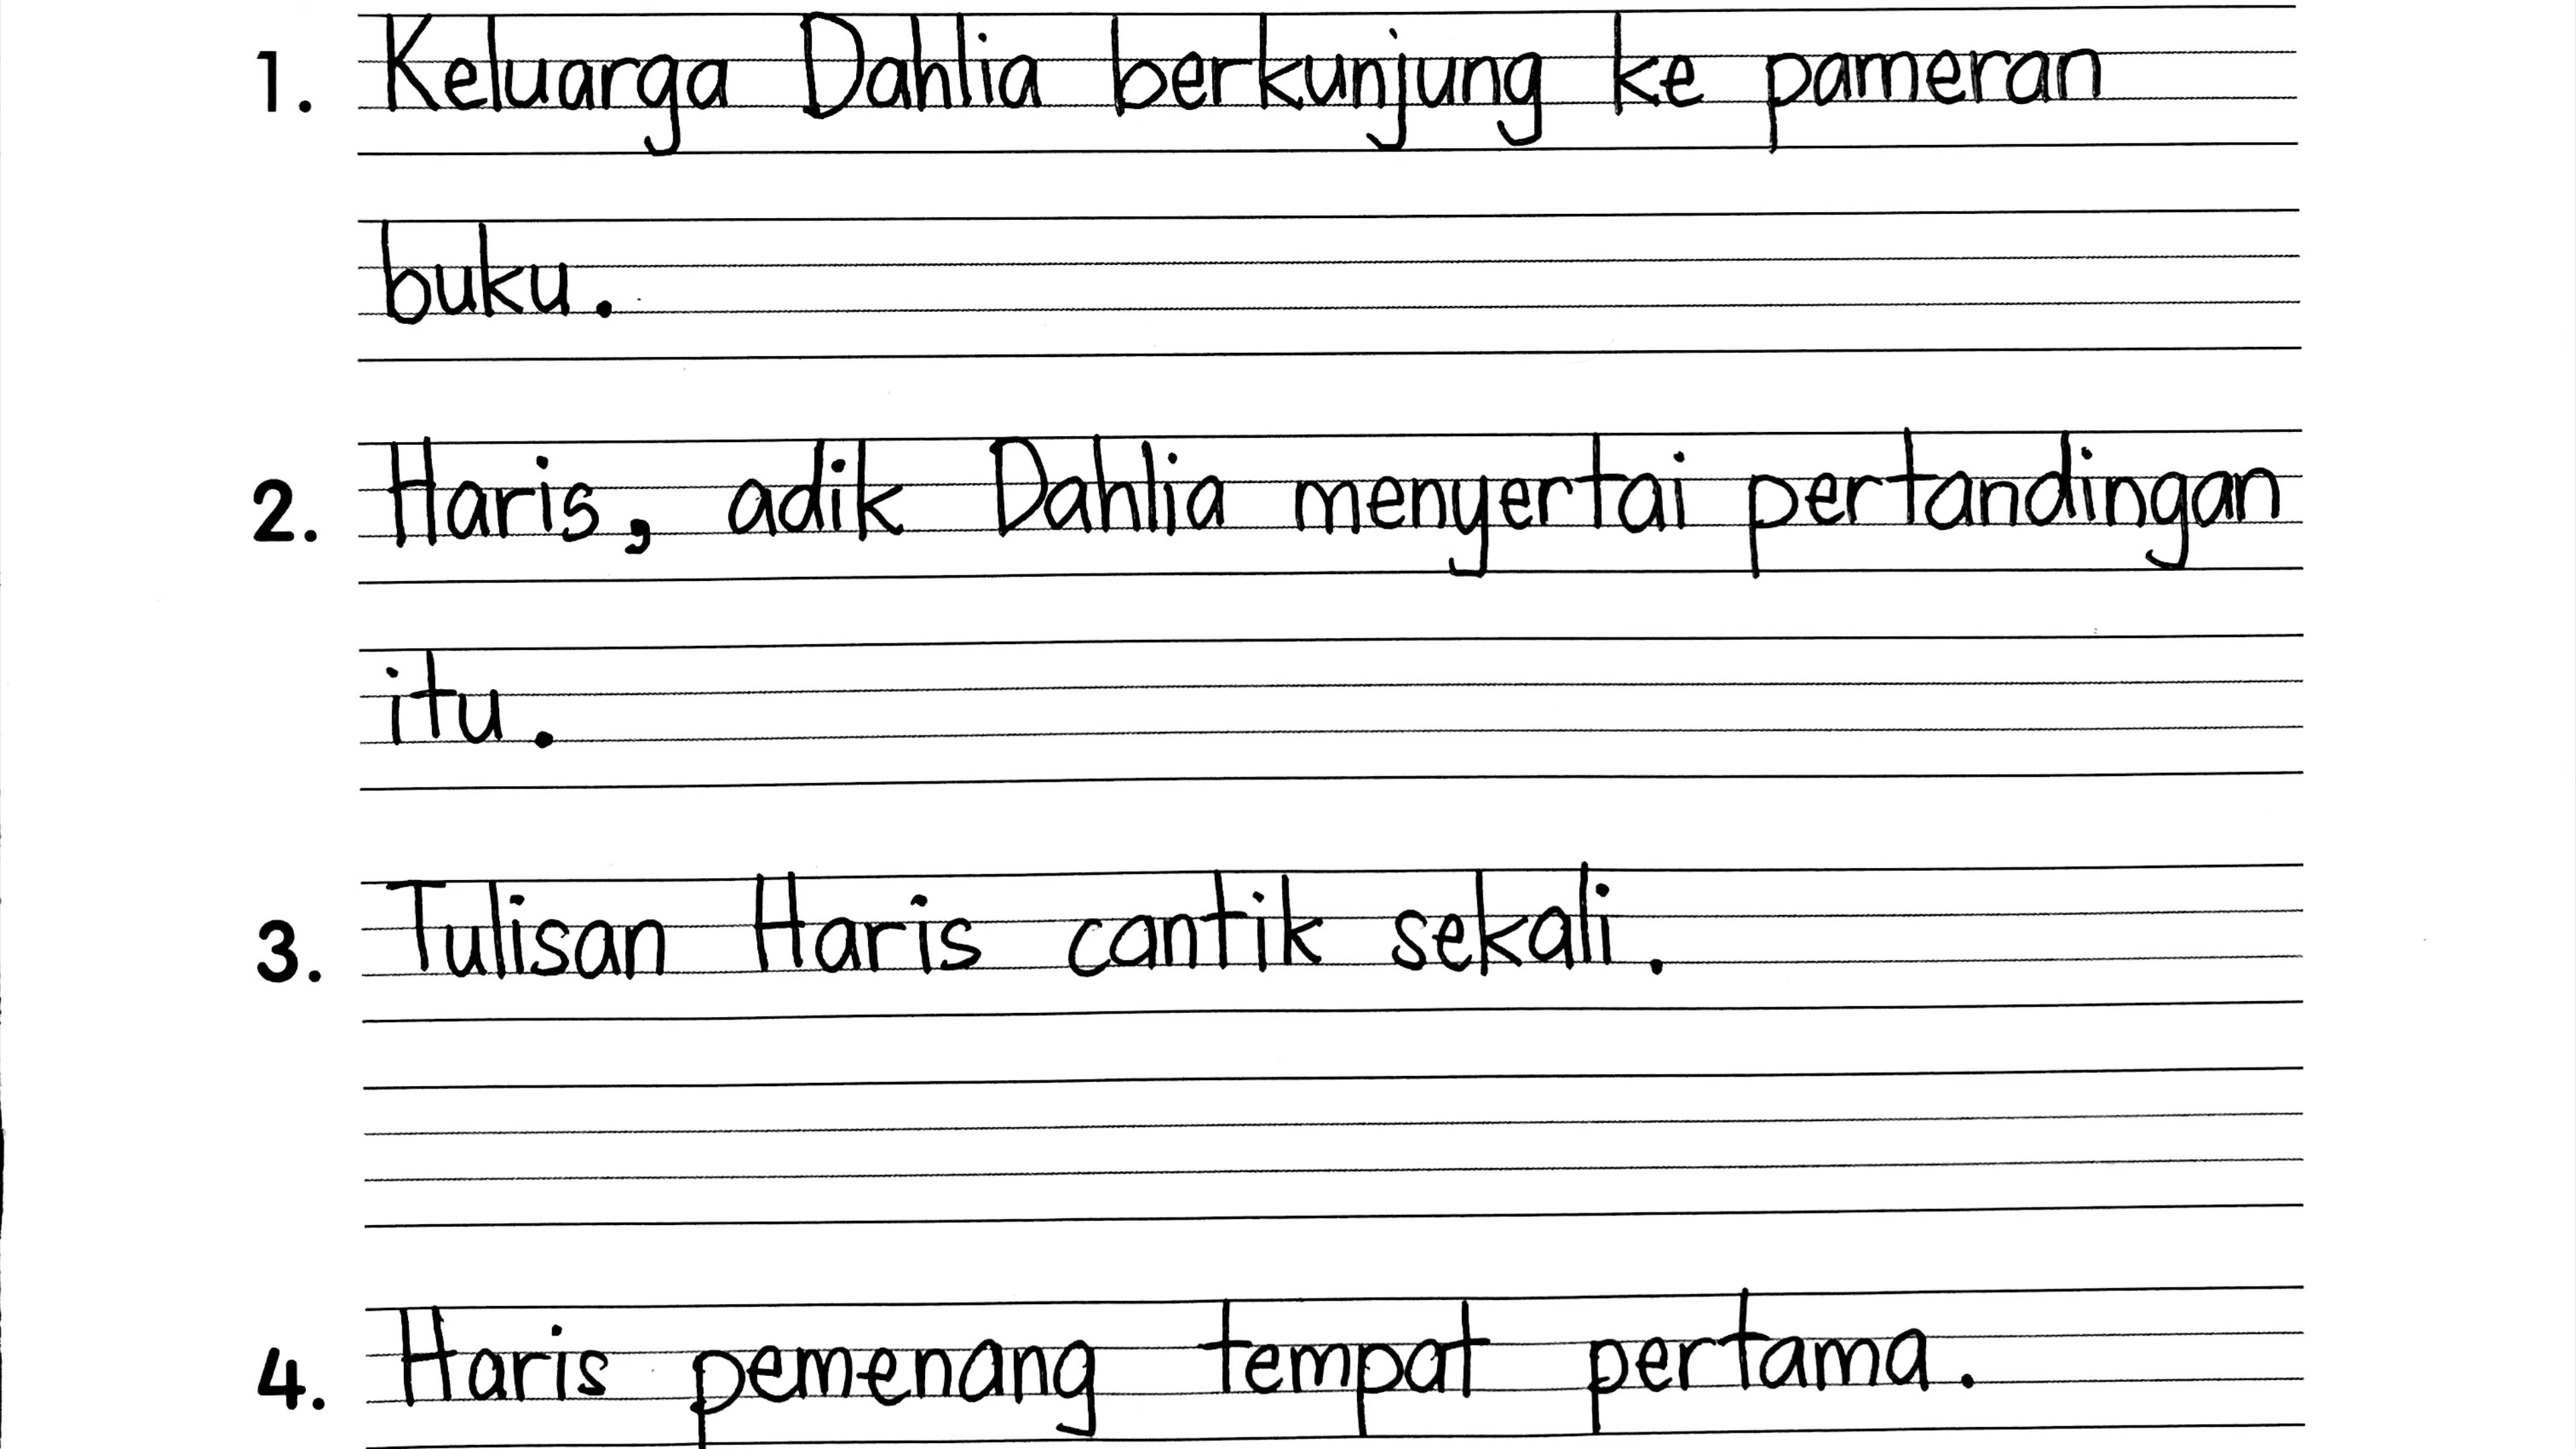 1. Keluarga Dahlia berkunjung ke pameran
buku.
2. Haris, adik Dahlia menyertai pertandingan
itu.
3. Tulisan Haris cantik sekali.
4. Haris pemenang tempat pertama.